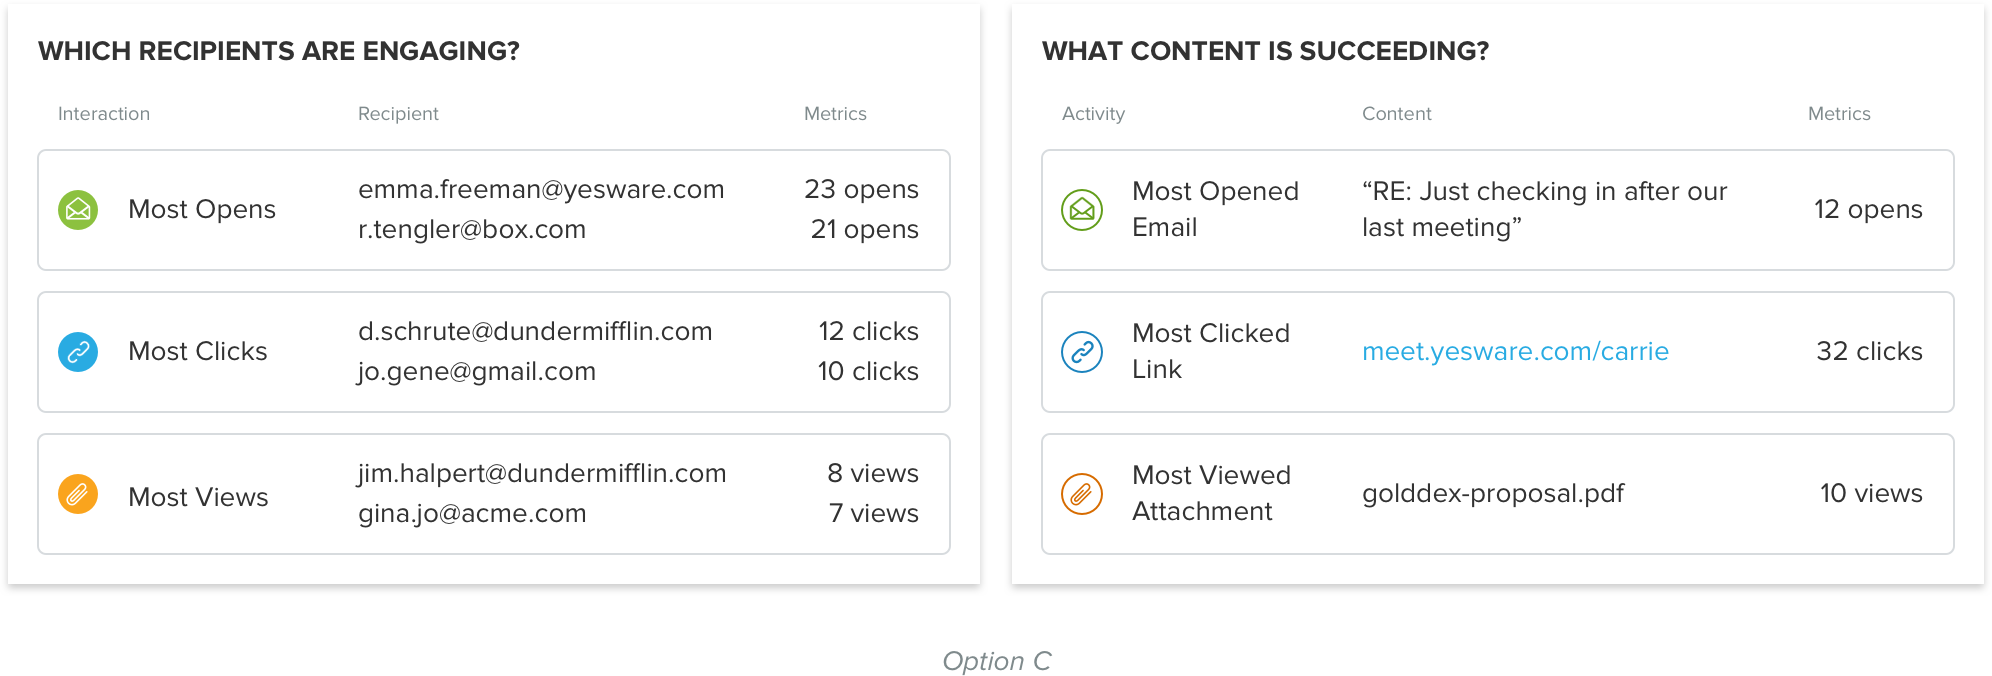 WHICH RECIPIENTS ARE ENGAGING?
Interaction Recipient Metrics
Most Opens
emma.freeman@yesware.com 23 opens
r.tengler@box.com 21 opens
Most Clicks
d.schrute@dundermifflin.com 12 clicks
jo.gene@gmail.com 10 clicks
Most Views
jim.halpert@dundermifflin.com 8 views
gina.jo@acme.com 7 views
WHAT CONTENT IS SUCCEEDING?
Activity Content Metrics
Most Opened
Email
“RE: Just checking in after our
last meeting”
12 opens
Most Clicked
Link
meet.yesware.com/carrie
32 clicks
Most Viewed
Attachment
golddex-proposal.pdf
10 views
Option C